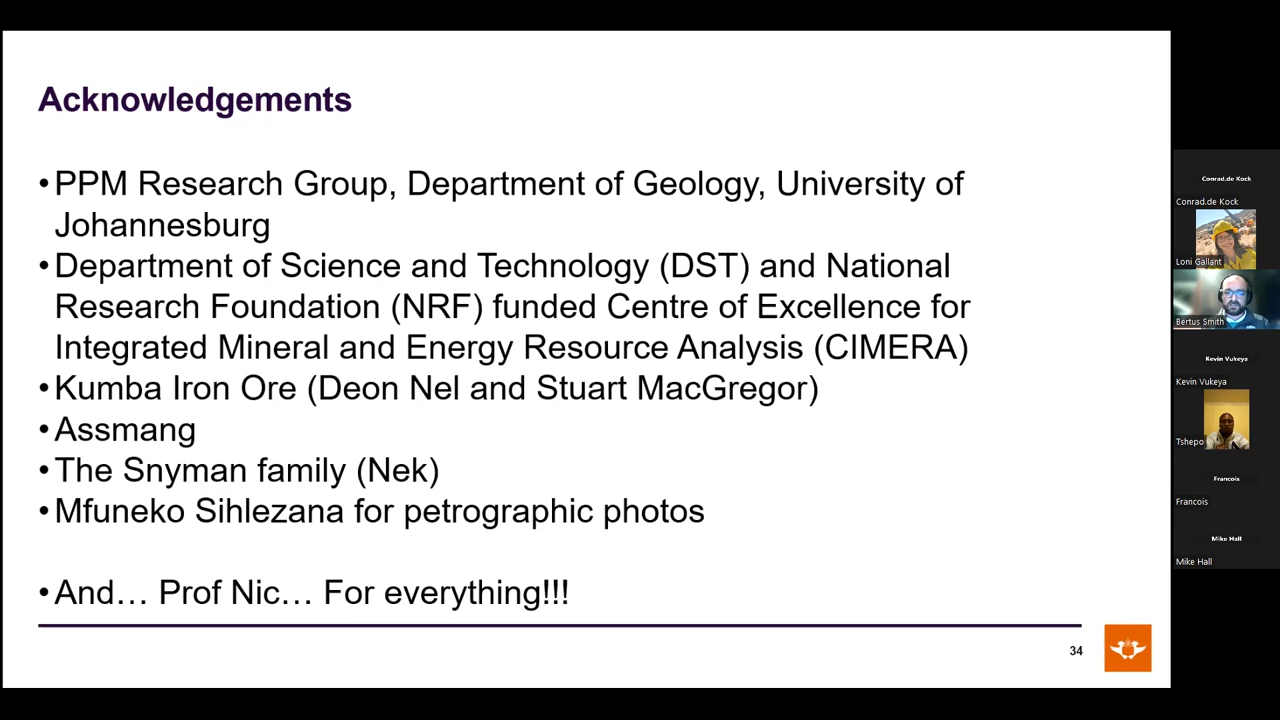 Acknowledgements
•PPM Research Group, Department of Geology, University of
Johannesburg
•Department of Science and Technology (DST) and National
Research Foundation (NRF) funded Centre of Excellence for
Integrated Mineral and Energy Resource Analysis (CIMERA)
•Kumba Iron Ore (Deon Nel and Stuart MacGregor)
•Assmang
•The Snyman family (Nek)
•Mfuneko Sihlezana for petrographic photos
•And… Prof Nic… For everything!!!
34
Conrad.de Kock
Conrad.de Kock
Loni Gallant
Bertus Smith
Kevin Vukeya
Kevin Vukeya
Tshepo
Francois
Francois
Mike Hall
Mike Hall